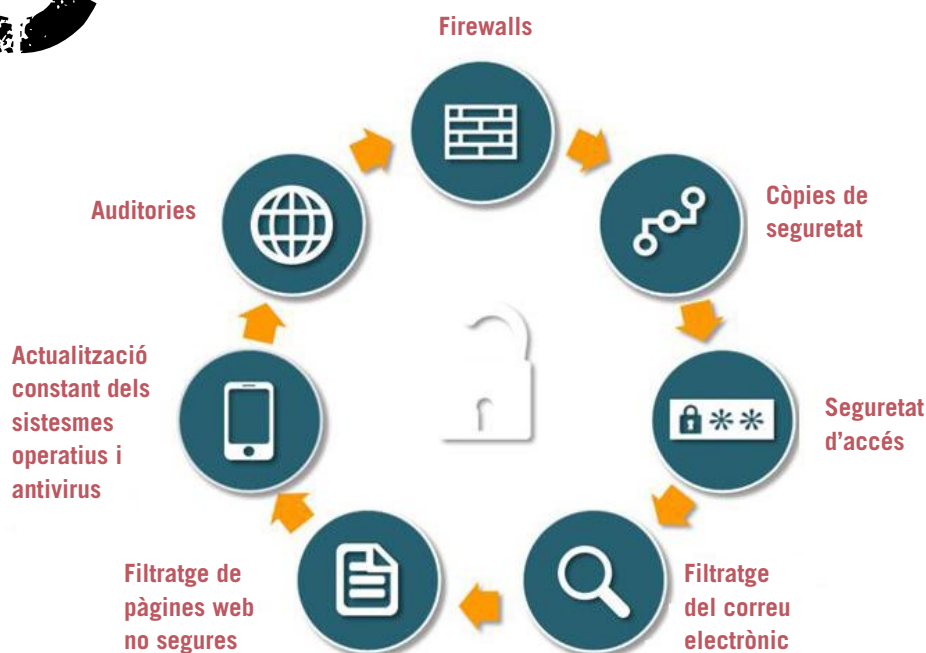 Firewalls
Còpies de
seguretat
Seguretat
d'accés
Filtratge
del correu
electrònic
Filtratge de
pàgines web
no segures
Actualització
constant dels
sistesmes
operatius i
antivirus
Auditories
**